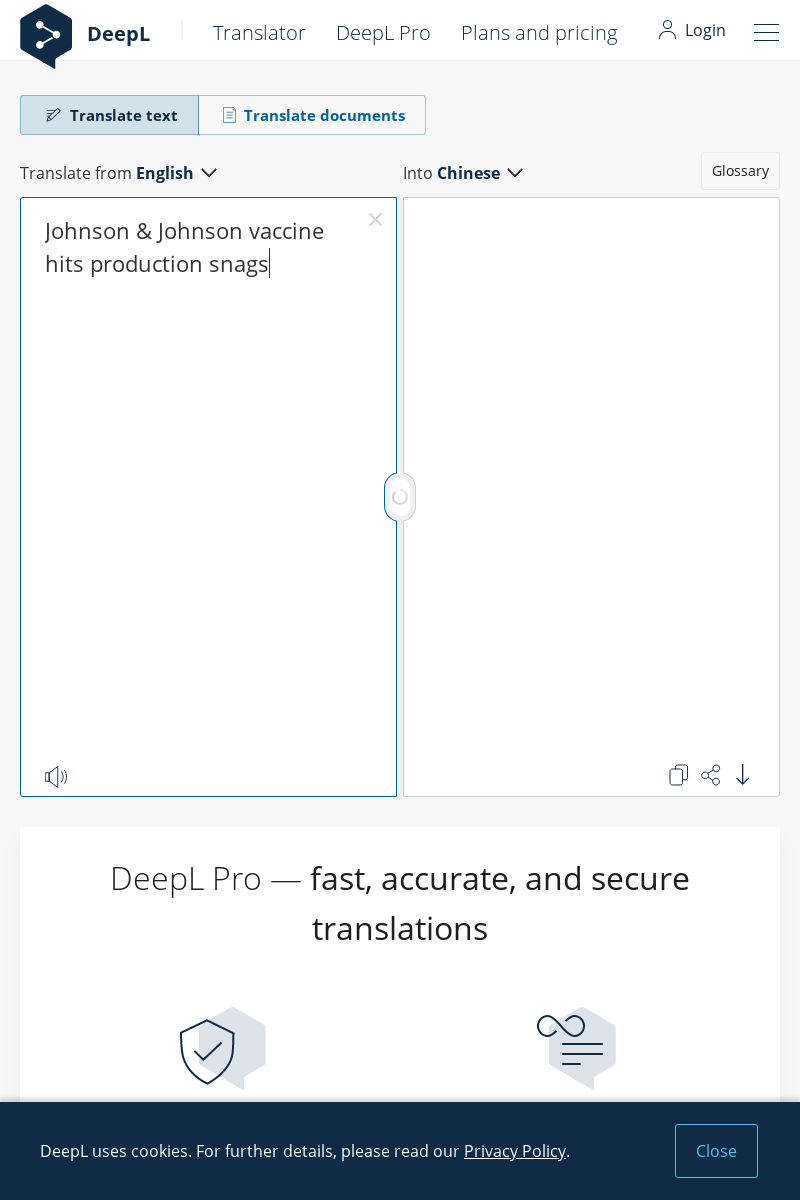 DeepL
Translator
DeepL Pro
Plans and pricing
Login
Translate text
Translate documents
Translate from English
Into Chinese
Glossary
Johnson & Johnson vaccine
hits production snags
DeepL Pro — fast, accurate, and secure
translations
DeepL uses cookies. For further details, please read our Privacy Policy.
Close